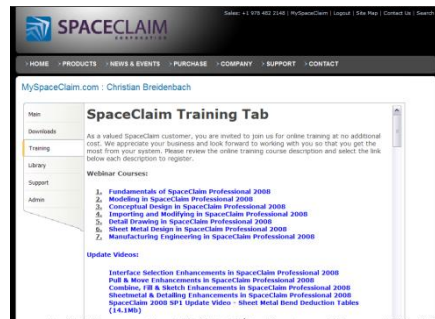 Sales: +1 978 482 2148 | MySpaceClaim | Logout | Site Map | Contact Us | Search
SPACECLAIM
CORPORATION
HOME PRODUCTS NEWS & EVENTS PURCHASE COMPANY SUPPORT CONTACT
MySpaceClaim.com : Christian Breidenbach
Main
Downloads
Training
Library
Support
Admin
SpaceClaim Training Tab
As a valued SpaceClaim customer, you are invited to join us for online training at no additional
cost. We appreciate your business and look forward to working with you so that you get the
most from your system. Please review the online training course description and select the link
below each description to register.
Webinar Courses:
1. Fundamentals of SpaceClaim Professional 2008
2. Modeling in SpaceClaim Professional 2008
3. Conceptual Design in SpaceClaim Professional 2008
4. Importing and Modifying in SpaceClaim Professional 2008
5. Detail Drawing in SpaceClaim Professional 2008
6. Sheet Metal Design in SpaceClaim Professional 2008
7. Manufacturing Engineering in SpaceClaim Professional 2008
Update Videos:
Interface Selection Enhancements in SpaceClaim Professional 2008
Pull & Move Enhancements in SpaceClaim Professional 2008
Combine, Fill & Sketch Enhancements in SpaceClaim Professional 2008
Sheetmetal & Detailing Enhancements in SpaceClaim Professional 2008
SpaceClaim 2008 SP1 Update Video - Sheet Metal Bend Deduction Tables
(14.1Mb)